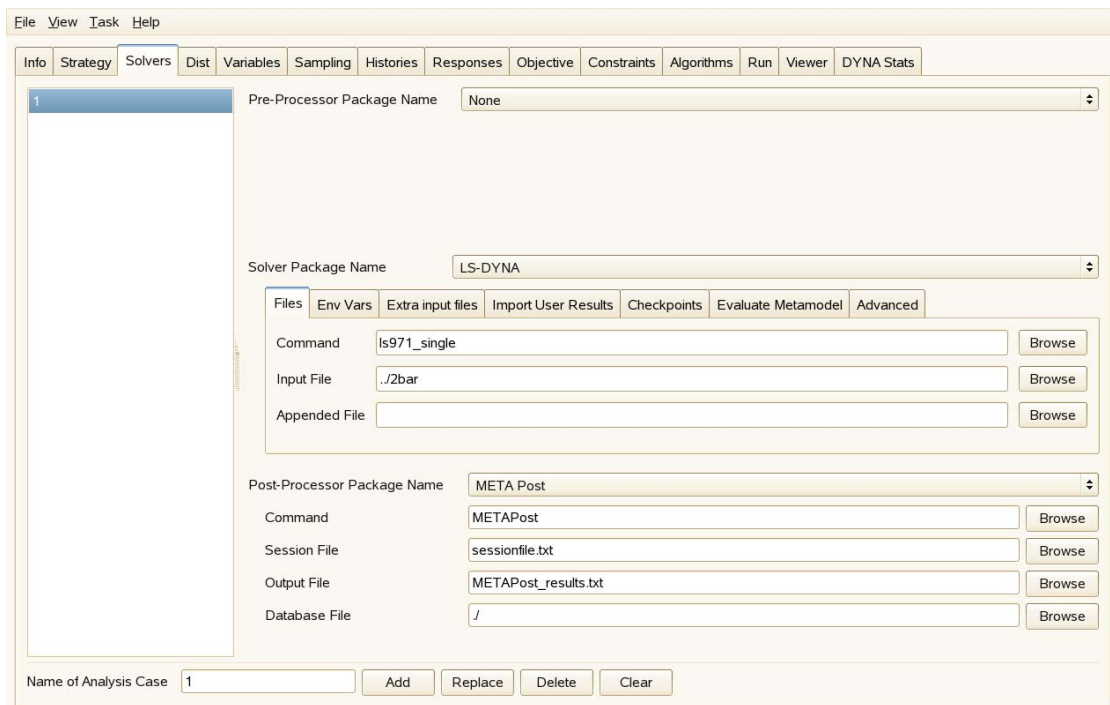 File View Task Help
Info Strategy Solvers Dist Variables Sampling Histories Responses Objective Constraints Algorithms Run Viewer DYNA Stats
1
Pre-Processor Package Name None
Solver Package Name LS-DYNA
Files Env Vars Extra input files Import User Results Checkpoints Evaluate Metamodel Advanced
Command ls971_single Browse
Input File ../2bar Browse
Appended File Browse
Post-Processor Package Name META Post
Command METAPost Browse
Session File sessionfile.txt Browse
Output File METAPost_results.txt Browse
Database File ./ Browse
Name of Analysis Case 1 Add Replace Delete Clear